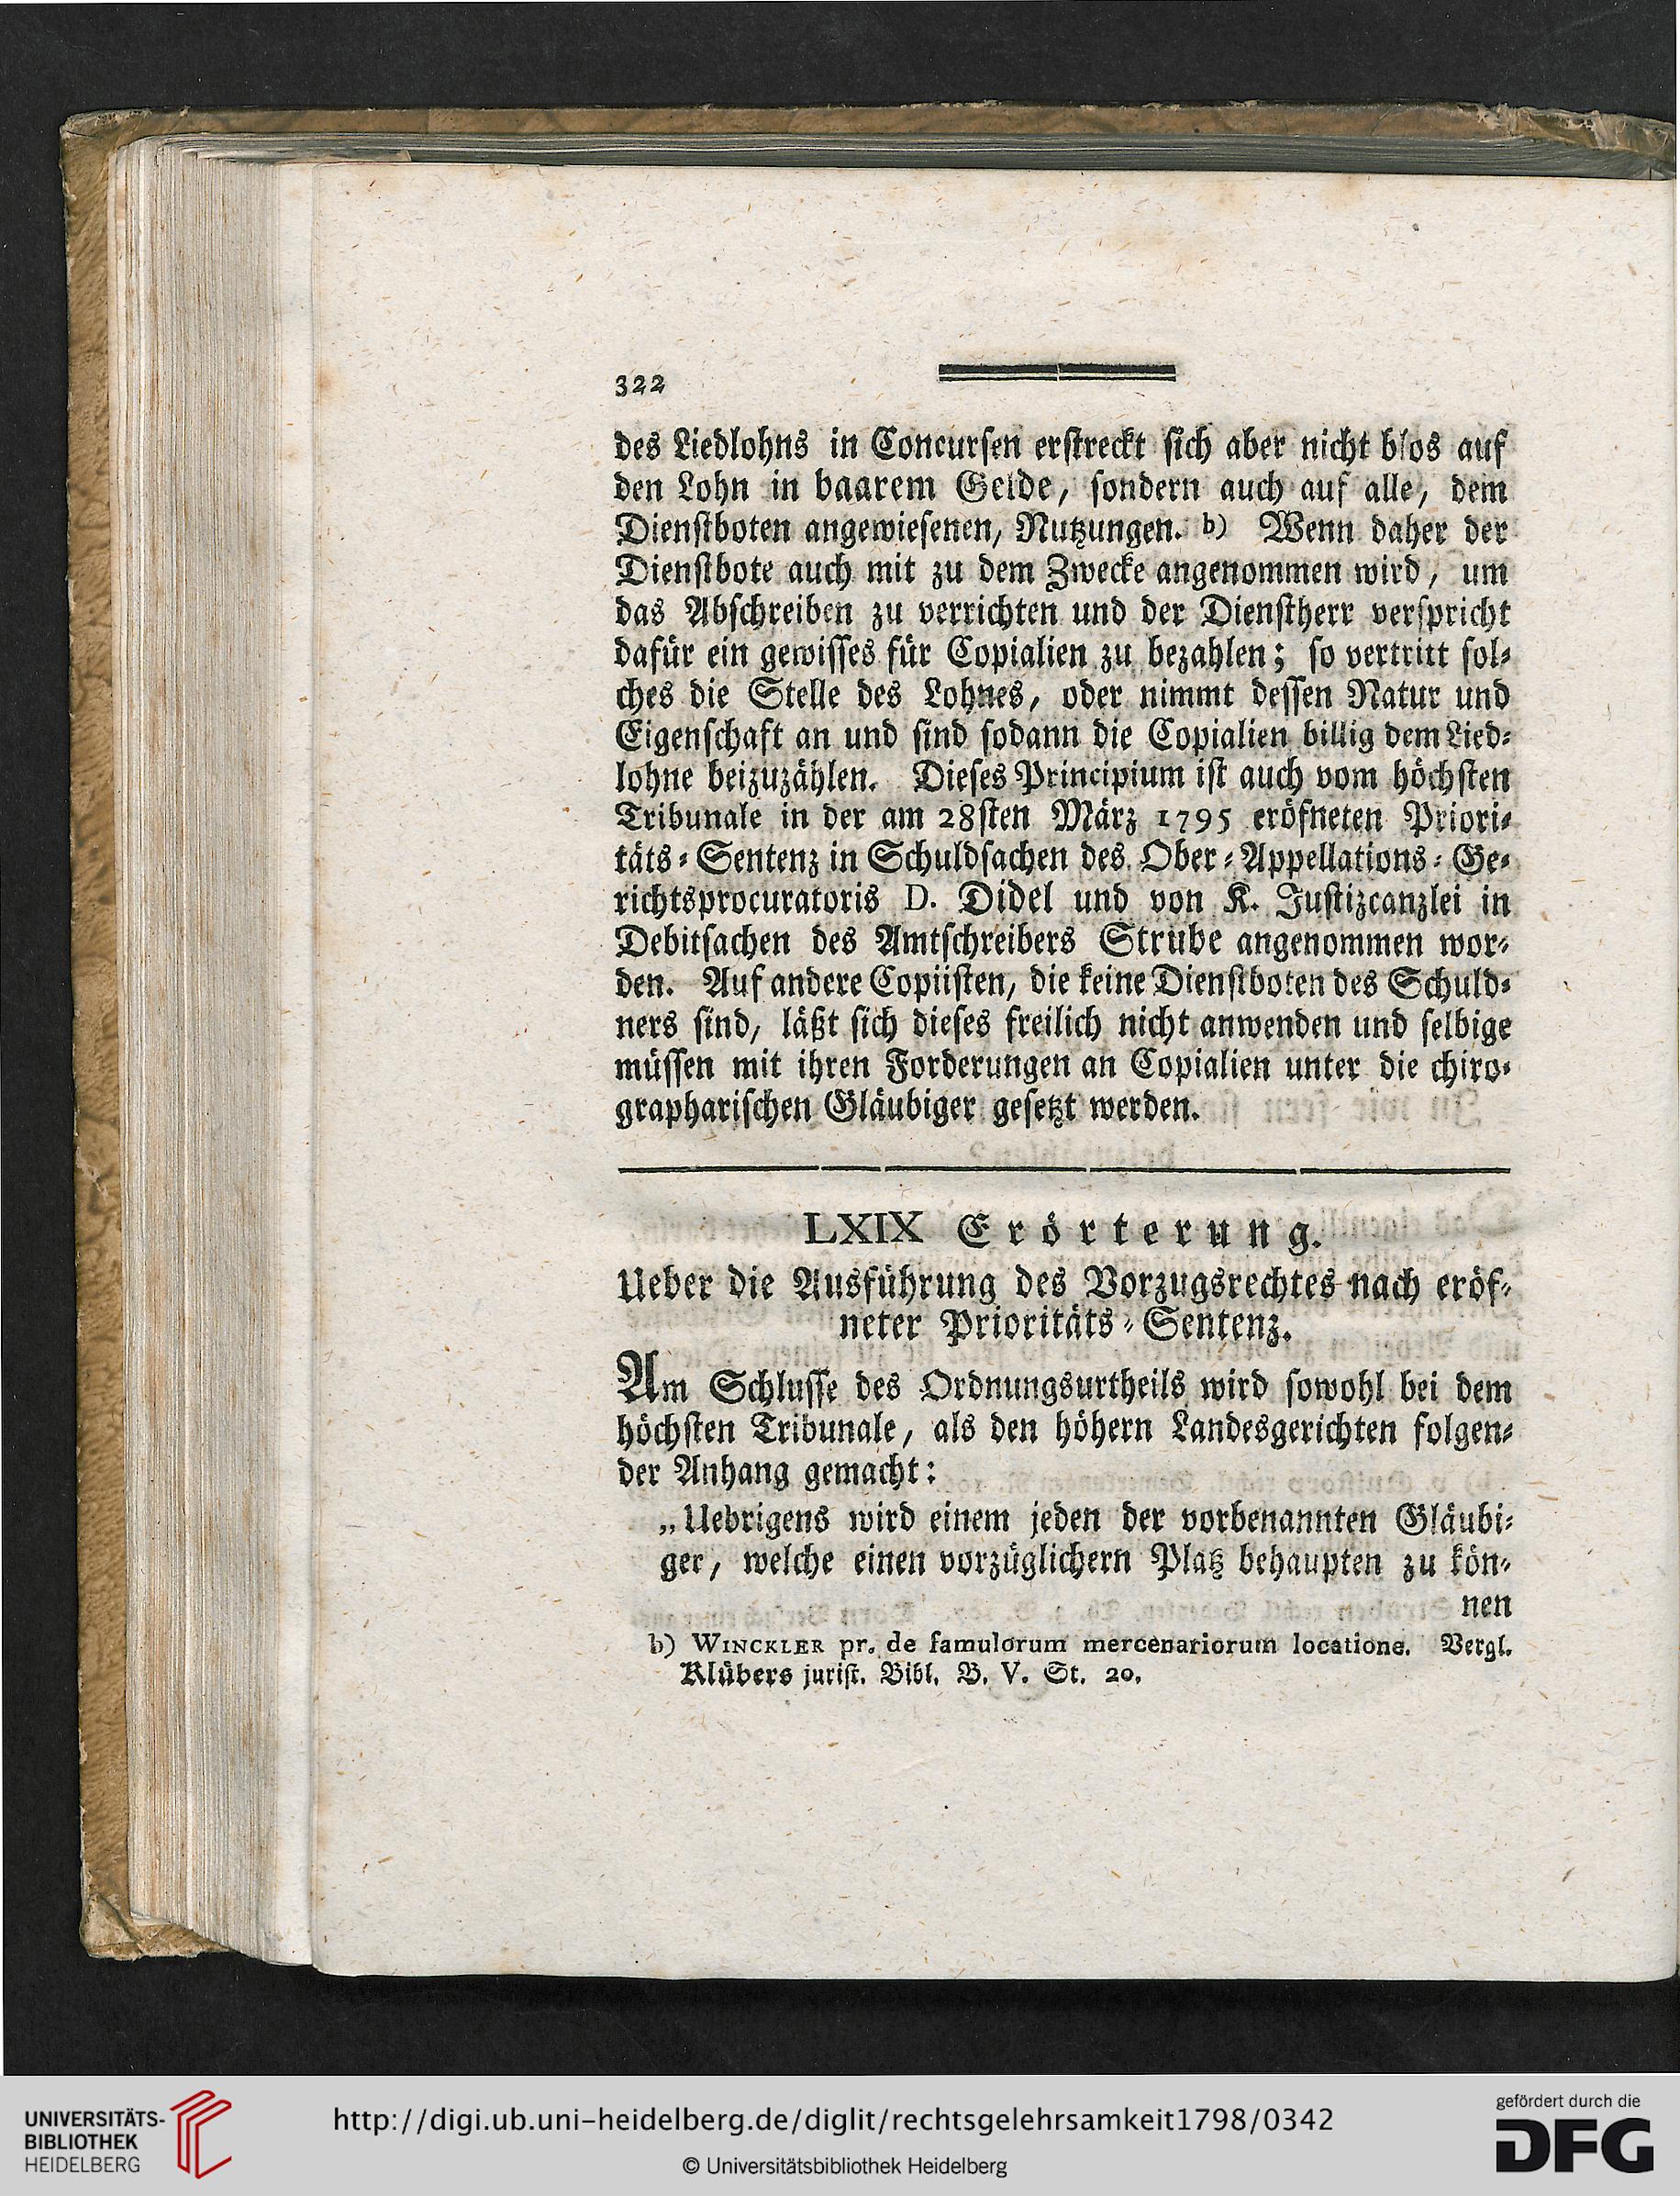 322
des Liedlohns in Concursen erstreckt sich aber nicht blos auf
den Lohn in baarem Gelde, sondern auch auf alle, dem
Dienstboten angewiesenen, Nutzungen. b) Wenn daher der
Dienstbote auch mit zu dem Zwecke angenommen wird, um
das Abschreiben zu verrichten und der Dienstherr verspricht
dafür ein gewisses für Copialien zu bezahlen; so vertritt sol-
ches die Stelle des Lohnes, oder nimmt dessen Natur und
Eigenschaft an und sind sodann die Copialien billig dem Lied-
lohne beizuzählen. Dieses Principium ist auch vom höchsten
Tribunale in der am 28sten März 1795 eröfneten Priori-
täts-Sentenz in Schuldsachen des Ober-Appellations-Ge-
richtsprocuratoris D. Didel und von K. Justizcanzlei in
Debitsachen des Amtschreibers Strube angenommen wor-
den. Auf andere Copiisten, die keine Dienstboten des Schuld-
ners sind, läßt sich dieses freilich nicht anwenden und selbige
müssen mit ihren Forderungen an Copialien unter die chiro-
grapharischen Gläubiger gesetzt werden.
LXIX Erörterung.
Ueber die Ausführung des Vorzugsrechtes nach eröf-
neter Prioritäts-Sentenz.
Am Schlusse des Ordnungsurtheils wird sowohl bei dem
höchsten Tribunale, als den höhern Landesgerichten folgen-
der Anhang gemacht:
„Uebrigens wird einem jeden der vorbenannten Gläubi-
ger, welche einen vorzüglichern Platz behaupten zu kön-
nen
b) WINCKLER pr. de famulorum mercenariorum locatione. Vergl.
Klübers jurist. Bibl. B. V. St. 20.
UNIVERSITÄTS-
BIBLIOTHEK
HEIDELBERG
http://digi.ub.uni-heidelberg.de/diglit/rechtsgelehrsamkeit1798/0342
© Universitätsbibliothek Heidelberg
gefördert durch die
DFG